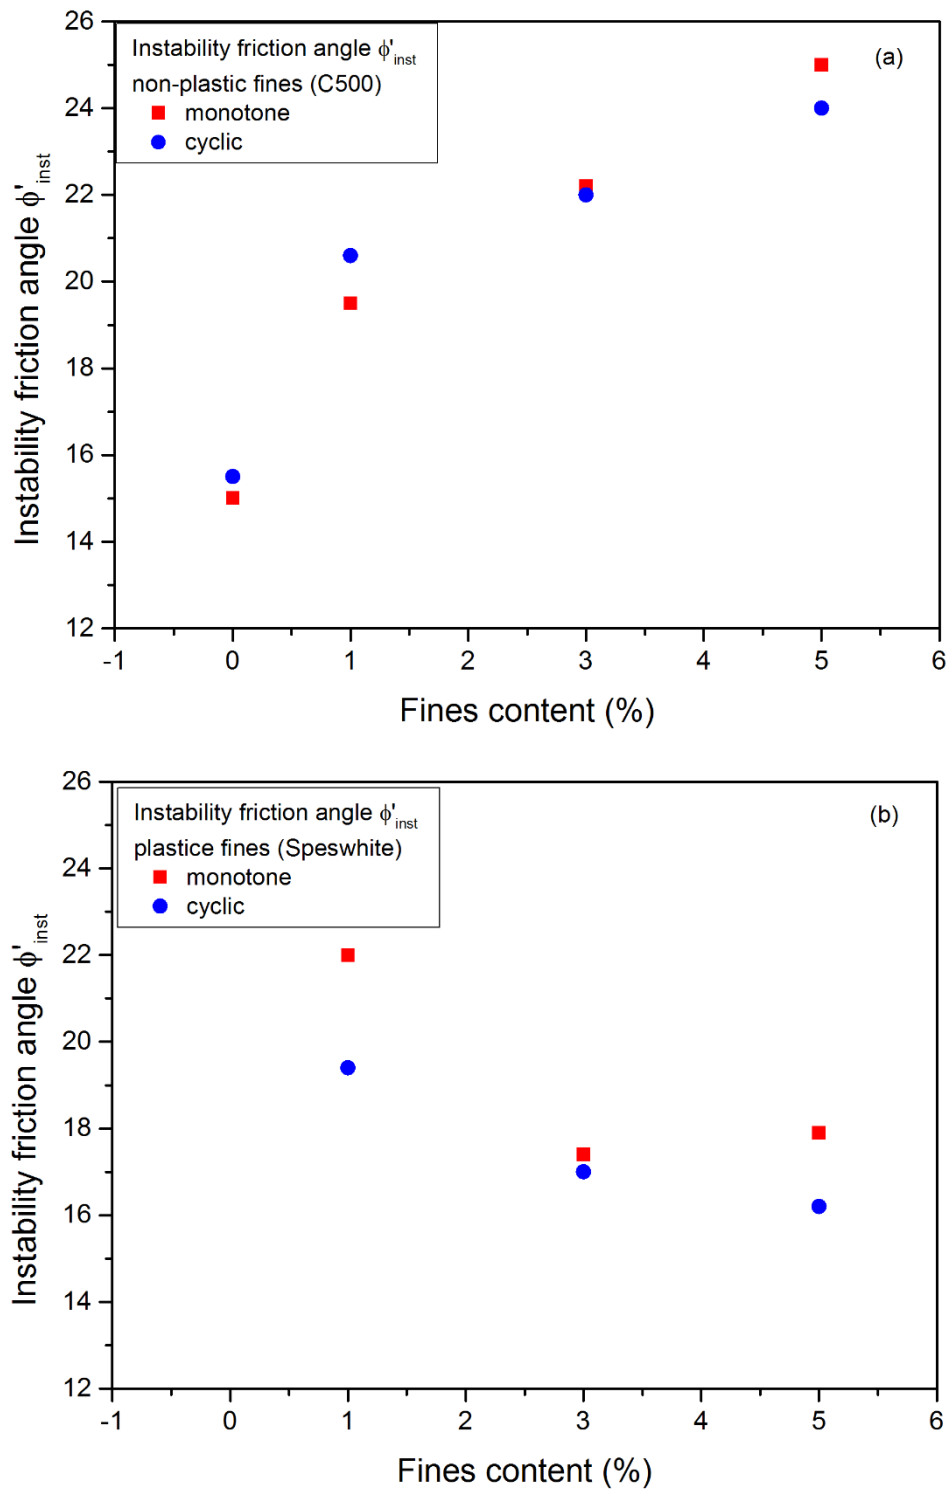 Instability friction angle ϕ'inst
non-plastic fines (C500)
monotone
cyclic
(a)
26
24
22
20
18
16
14
12
-1 0 1 2 3 4 5 6
Instability friction angle ϕ'inst
Fines content (%)
Instability friction angle ϕ'inst
plastice fines (Speswhite)
monotone
cyclic
(b)
26
24
22
20
18
16
14
12
-1 0 1 2 3 4 5 6
Instability friction angle ϕ'inst
Fines content (%)